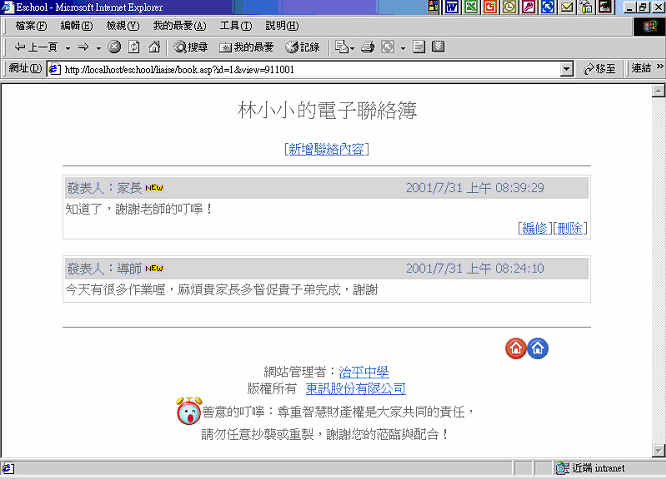 Eschool - Microsoft Internet Explorer
檔案(F) 編輯(E) 檢視(V) 我的最愛(A) 工具(T) 說明(H)
上一頁 搜尋 我的最愛 記錄
網址(D) http://localhost/eschool/liaise/book.asp?id=1&view=911001 移至 連結 »
林小小的電子聯絡簿
[新增聯絡內容]
發表人：家長 NEW 2001/7/31 上午 08:39:29
知道了，謝謝老師的叮嚀！
[編修][刪除]
發表人：導師 NEW 2001/7/31 上午 08:24:10
今天有很多作業喔，麻煩貴家長多督促貴子弟完成，謝謝
網站管理者：治平中學
版權所有 東訊股份有限公司
善意的叮嚀：尊重智慧財產權是大家共同的責任，
請勿任意抄襲或重製，謝謝您的蒞臨與配合！
近端 intranet